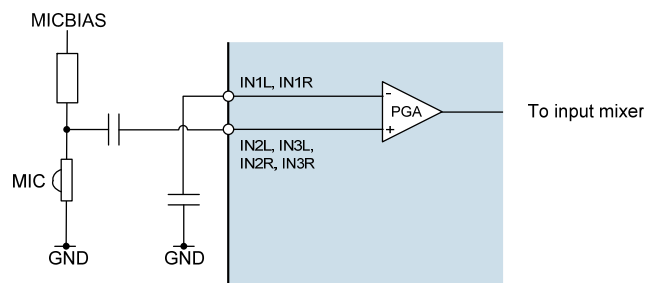 MICBIAS
IN1L, IN1R
-
PGA
To input mixer
+
IN2L, IN3L,
IN2R, IN3R
MIC
GND
GND